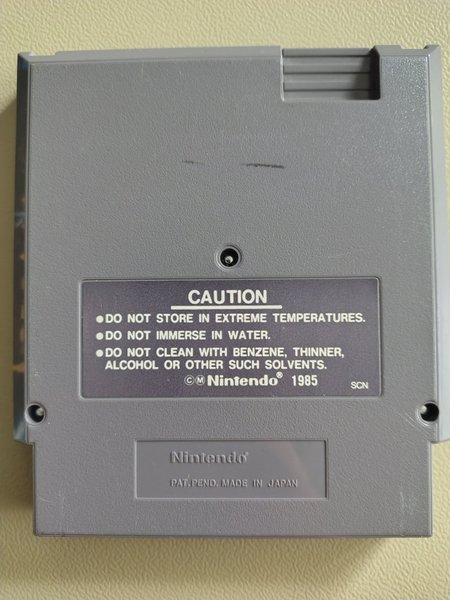 CAUTION
●DO NOT STORE IN EXTREME TEMPERATURES.
●DO NOT IMMERSE IN WATER.
●DO NOT CLEAN WITH BENZENE, THINNER,
ALCOHOL OR OTHER SUCH SOLVENTS.
©Ⓜ Nintendo® 1985 SCN
Nintendo®
PAT. PEND. MADE IN JAPAN